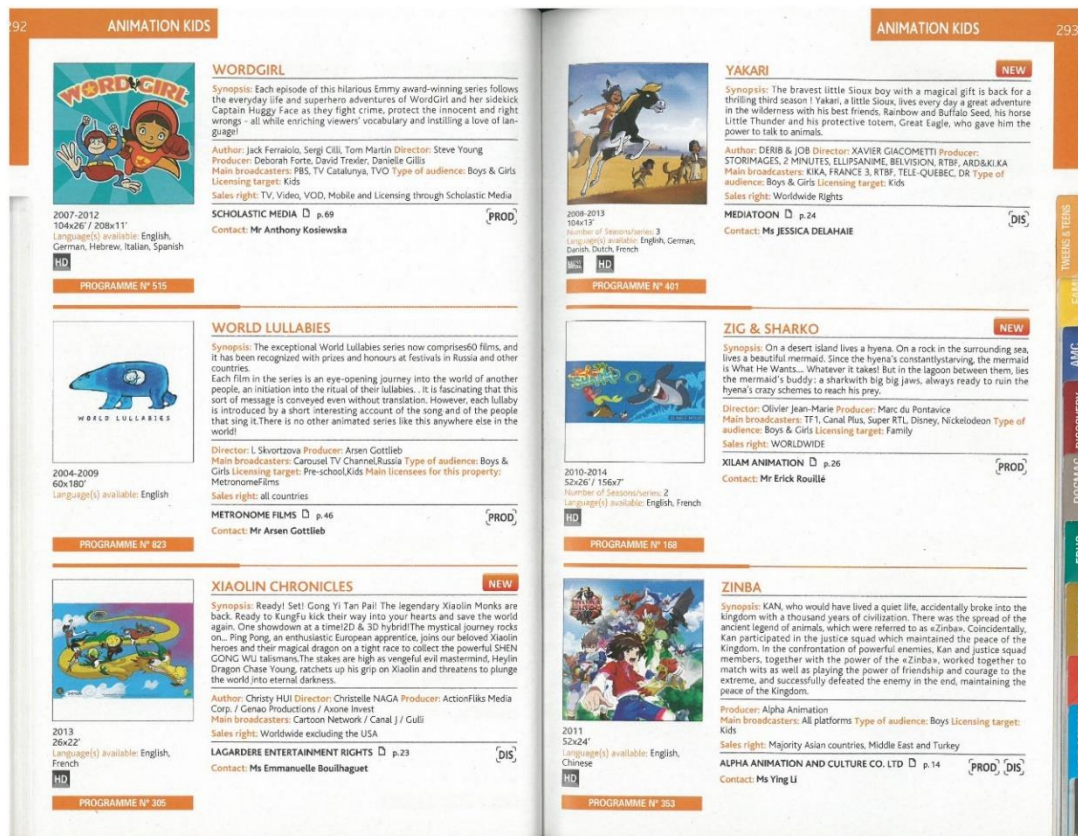 292
ANIMATION KIDS
WORD GIRL
2007-2012
104x26' / 208x11'
Language(s) available: English,
German, Hebrew, Italian, Spanish
HD
PROGRAMME N° 515
WORDGIRL
Synopsis: Each episode of this hilarious Emmy award-winning series follows
the everyday life and superhero adventures of WordGirl and her sidekick
Captain Huggy Face as they fight crime, protect the innocent and right
wrongs - all while enriching viewers' vocabulary and instilling a love of lan-
guage!
Author: Jack Ferraiolo, Sergi Cilli, Tom Martin Director: Steve Young
Producer: Deborah Forte, David Trexler, Danielle Gillis
Main broadcasters: PBS, TV Catalunya, TVO Type of audience: Boys & Girls
Licensing target: Kids
Sales right: TV, Video, VOD, Mobile and Licensing through Scholastic Media
SCHOLASTIC MEDIA p.69
PROD
Contact: Mr Anthony Kosiewska
WORLD LULLABIES
2004-2009
60x180'
Language(s) available: English
PROGRAMME N° 823
WORLD LULLABIES
Synopsis: The exceptional World Lullabies series now comprises60 films, and
it has been recognized with prizes and honours at festivals in Russia and other
countries.
Each film in the series is an eye-opening journey into the world of another
people, an initiation into the ritual of their lullabies. . It is fascinating that this
sort of message is conveyed even without translation. However, each lullaby
is introduced by a short interesting account of the song and of the people
that sing it.There is no other animated series like this anywhere else in the
world!
Director: L Skvortzova Producer: Arsen Gottlieb
Main broadcasters: Carousel TV Channel,Russia Type of audience: Boys &
Girls Licensing target: Pre-school,Kids Main licensees for this property:
MetronomeFilms
Sales right: all countries
METRONOME FILMS p.46
PROD
Contact: Mr Arsen Gottlieb
2013
26x22'
Language(s) available: English,
French
HD
PROGRAMME N° 305
XIAOLIN CHRONICLES
NEW
Synopsis: Ready! Set! Gong Yi Tan Pai! The legendary Xiaolin Monks are
back. Ready to KungFu kick their way into your hearts and save the world
again. One showdown at a time!2D & 3D hybrid!The mystical journey rocks
on... Ping Pong, an enthusiastic European apprentice, joins our beloved Xiaolin
heroes and their magical dragon on a tight race to collect the powerful SHEN
GONG WU talismans.The stakes are high as vengeful evil mastermind, Heylin
Dragon Chase Young, ratchets up his grip on Xiaolin and threatens to plunge
the world jnto eternal darkness.
Author: Christy HUI Director: Christelle NAGA Producer: ActionFliks Media
Corp. / Genao Productions / Axone Invest
Main broadcasters: Cartoon Network / Canal J / Gulli
Sales right: Worldwide excluding the USA
LAGARDERE ENTERTAINMENT RIGHTS p.23
DIS
Contact: Ms Emmanuelle Bouilhaguet
ANIMATION KIDS
293
2008-2013
104x13'
Number of Seasons/series: 3
Language(s) available: English, German,
Danish, Dutch, French
HD
PROGRAMME N° 401
YAKARI
NEW
Synopsis: The bravest little Sioux boy with a magical gift is back for a
thrilling third season ! Yakari, a little Sioux, lives every day a great adventure
in the wilderness with his best friends, Rainbow and Buffalo Seed, his horse
Little Thunder and his protective totem, Great Eagle, who gave him the
power to talk to animals.
Author: DERIB & JOB Director: XAVIER GIACOMETTI Producer:
STORIMAGES, 2 MINUTES, ELLIPSANIME, BELVISION, RTBF, ARD&KI.KA
Main broadcasters: KIKA, FRANCE 3, RTBF, TELE-QUEBEC, DR Type of
audience: Boys & Girls Licensing target: Kids
Sales right: Worldwide Rights
MEDIATOON p.24
DIS
Contact: Ms JESSICA DELAHAIE
2010-2014
52x26' / 156x7'
Number of Seasons/series: 2
Language(s) available: English, French
HD
PROGRAMME N° 168
ZIG & SHARKO
NEW
Synopsis: On a desert island lives a hyena. On a rock in the surrounding sea,
lives a beautiful mermaid. Since the hyena's constantlystarving, the mermaid
is What He Wants.... Whatever it takes! But in the lagoon between them, lies
the mermaid's buddy: a sharkwith big big jaws, always ready to ruin the
hyena's crazy schemes to reach his prey.
Director: Olivier Jean-Marie Producer: Marc du Pontavice
Main broadcasters: TF1, Canal Plus, Super RTL, Disney, Nickelodeon Type of
audience: Boys & Girls Licensing target: Family
Sales right: WORLDWIDE
XILAM ANIMATION p.26
PROD
Contact: Mr Erick Rouillé
ZINBA
2011
52x24'
Language(s) available: English,
Chinese
HD
PROGRAMME N° 353
ZINBA
Synopsis: KAN, who would have lived a quiet life, accidentally broke into the
kingdom with a thousand years of civilization. There was the spread of the
ancient legend of animals, which were referred to as «Zinba». Coincidentally,
Kan participated in the justice squad which maintained the peace of the
Kingdom. In the confrontation of powerful enemies, Kan and justice squad
members, together with the power of the «Zinba», worked together to
match wits as well as playing the power of friendship and courage to the
extreme, and successfully defeated the enemy in the end, maintaining the
peace of the Kingdom.
Producer: Alpha Animation
Main broadcasters: All platforms Type of audience: Boys Licensing target:
Kids
Sales right: Majority Asian countries, Middle East and Turkey
ALPHA ANIMATION AND CULTURE CO. LTD p.14
PROD DIS
Contact: Ms Ying Li
TWEENS & TEENS
AMC